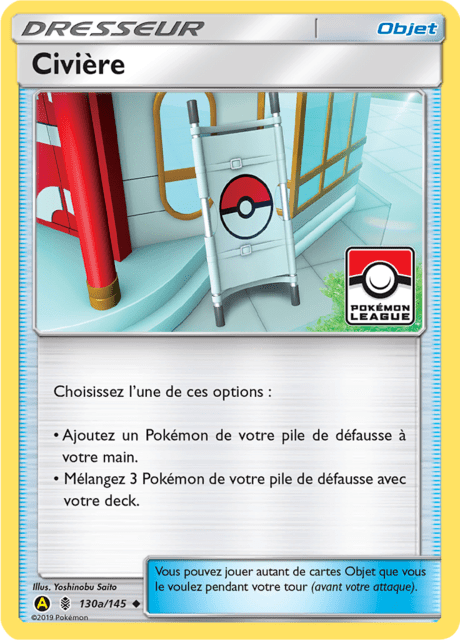 DRESSEUR
Objet
Civière
POKÉMON
LEAGUE
Choisissez l'une de ces options :
• Ajoutez un Pokémon de votre pile de défausse à
votre main.
• Mélangez 3 Pokémon de votre pile de défausse avec
votre deck.
Vous pouvez jouer autant de cartes Objet que vous
le voulez pendant votre tour (avant votre attaque).
Illus. Yoshinobu Saito
A 130a/145
©2019 Pokémon